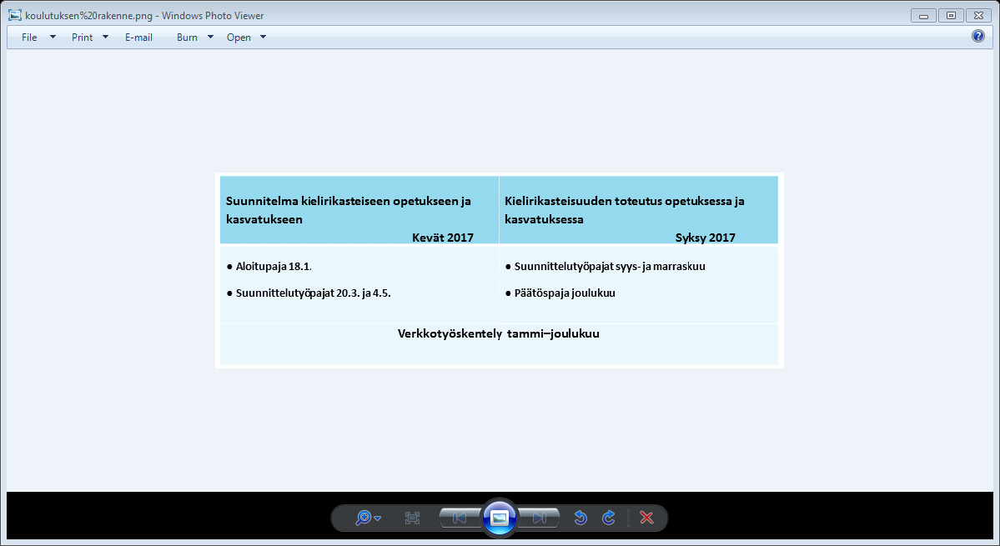 koulutuksen%20rakenne.png - Windows Photo Viewer
File Print E-mail Burn Open ?
Suunnitelma kielirikasteiseen opetukseen ja
kasvatukseen
Kevät 2017
Kielirikasteisuuden toteutus opetuksessa ja
kasvatuksessa
Syksy 2017
● Aloitupaja 18.1.
● Suunnittelutyöpajat 20.3. ja 4.5.
● Suunnittelutyöpajat syys- ja marraskuu
● Päätöspaja joulukuu
Verkkotyöskentely tammi–joulukuu